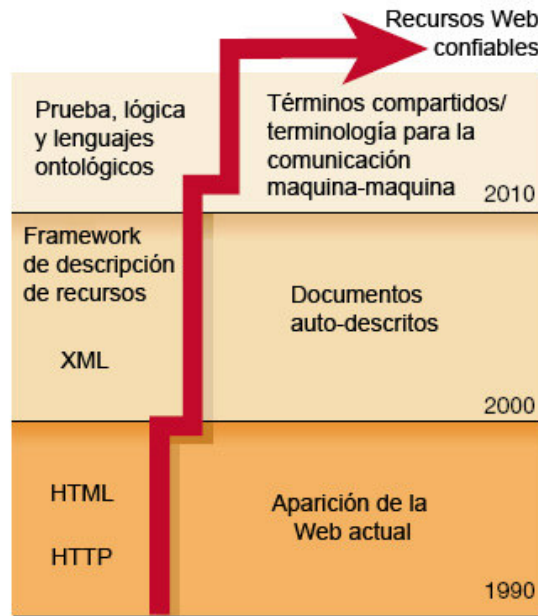 Recursos Web
confiables
Prueba, lógica
y lenguajes
ontológicos
Términos compartidos/
terminología para la
comunicación
maquina-maquina
2010
Framework
de descripción
de recursos
XML
Documentos
auto-descritos
2000
HTML
HTTP
Aparición de la
Web actual
1990